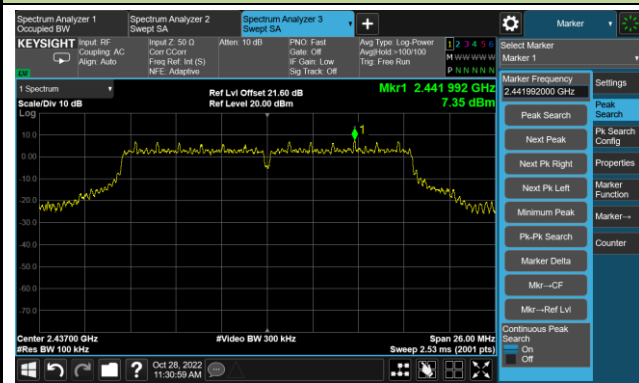 Spectrum Analyzer 1
Occupied BW
Spectrum Analyzer 2
Swept SA
Spectrum Analyzer 3
Swept SA
Marker
KEYSIGHT
Input: RF
Coupling: AC
Align: Auto
Input Z: 50 Ω
Corr CCorr
Freq Ref: Int (S)
NFE: Adaptive
Atten: 10 dB
PNO: Fast
Gate: Off
IF Gain: Low
Sig Track: Off
Avg Type: Log-Power
Avg|Hold:>100/100
Trig: Free Run
1 2 3 4 5 6
M W W W W W
P N N N N N
Select Marker
Marker 1
1 Spectrum
Scale/Div 10 dB
Log
Ref Lvl Offset 21.60 dB
Ref Level 20.00 dBm
Mkr1 2.441 992 GHz
7.35 dBm
1
10.0
0.00
-10.0
-20.0
-30.0
-40.0
-50.0
-60.0
-70.0
Center 2.43700 GHz
#Res BW 100 kHz
#Video BW 300 kHz
Span 26.00 MHz
Sweep 2.53 ms (2001 pts)
Marker Frequency
2.441992000 GHz
Peak Search
Next Peak
Next Pk Right
Next Pk Left
Minimum Peak
Pk-Pk Search
Marker Delta
Mkr→CF
Mkr→Ref Lvl
Continuous Peak
Search
On
Off
Settings
Peak
Search
Pk Search
Config
Properties
Marker
Function
Marker→
Counter
Oct 28, 2022
11:30:59 AM